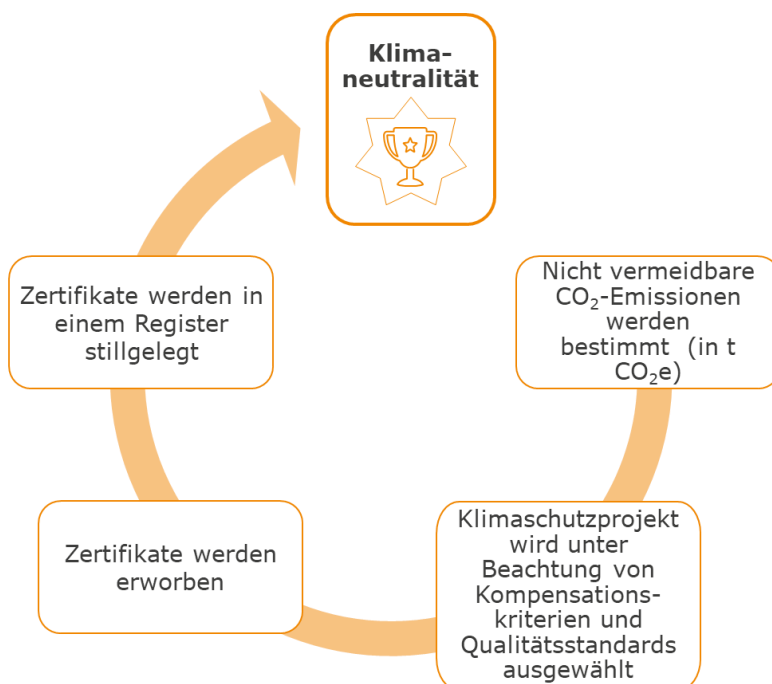 Klima-
neutralität
Nicht vermeidbare
CO₂-Emissionen
werden
bestimmt (in t
CO₂e)
Klimaschutzprojekt
wird unter
Beachtung von
Kompensations-
kriterien und
Qualitätsstandards
ausgewählt
Zertifikate werden
erworben
Zertifikate werden in
einem Register
stillgelegt